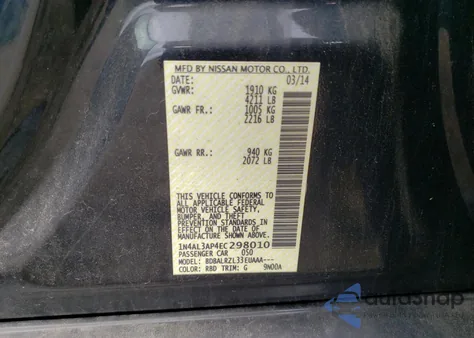 MFD BY NISSAN MOTOR CO., LTD.
DATE: 03/14
GVWR: 1910 KG
4211 LB
GAWR FR.: 1005 KG
2216 LB
GAWR RR.: 940 KG
2072 LB
THIS VEHICLE CONFORMS TO
ALL APPLICABLE FEDERAL
MOTOR VEHICLE SAFETY,
BUMPER, AND THEFT
PREVENTION STANDARDS IN
EFFECT ON THE DATE OF
MANUFACTURE SHOWN ABOVE.
1N4AL3AP4EC298010
PASSENGER CAR 050
MODEL: BDBALRZL33EUAAA---
COLOR: RBD TRIM: G 9N00A
AutoSnap